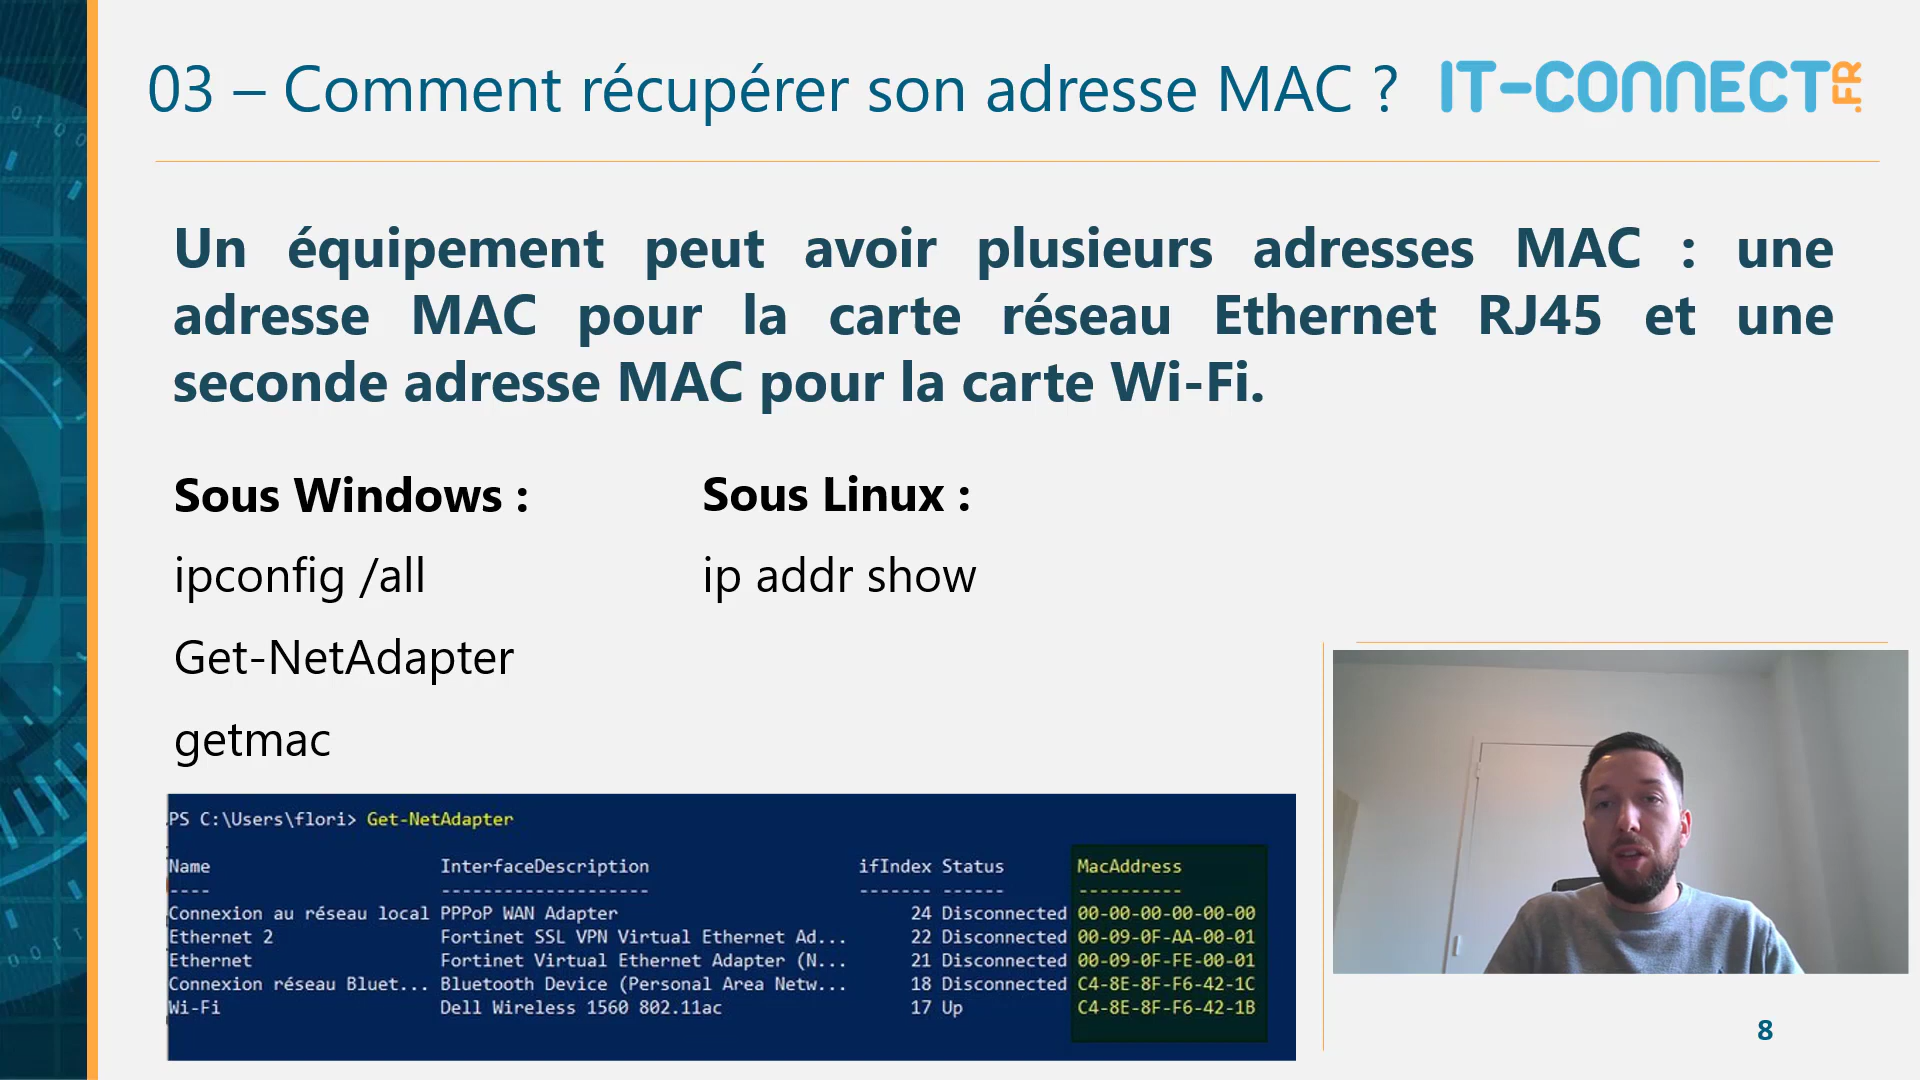 03 – Comment récupérer son adresse MAC ?
IT-CONNECT.FR
Un équipement peut avoir plusieurs adresses MAC : une
adresse MAC pour la carte réseau Ethernet RJ45 et une
seconde adresse MAC pour la carte Wi-Fi.
Sous Windows :
ipconfig /all
Get-NetAdapter
getmac
Sous Linux :
ip addr show
PS C:\Users\flori> Get-NetAdapter
Name InterfaceDescription ifIndex Status MacAddress
---- -------------------- ------- ------ ----------
Connexion au réseau local PPPoP WAN Adapter 24 Disconnected 00-00-00-00-00-00
Ethernet 2 Fortinet SSL VPN Virtual Ethernet Ad... 22 Disconnected 00-09-0F-AA-00-01
Ethernet Fortinet Virtual Ethernet Adapter (N... 21 Disconnected 00-09-0F-FE-00-01
Connexion réseau Bluet... Bluetooth Device (Personal Area Netw... 18 Disconnected C4-8E-8F-F6-42-1C
Wi-Fi Dell Wireless 1560 802.11ac 17 Up C4-8E-8F-F6-42-1B
8